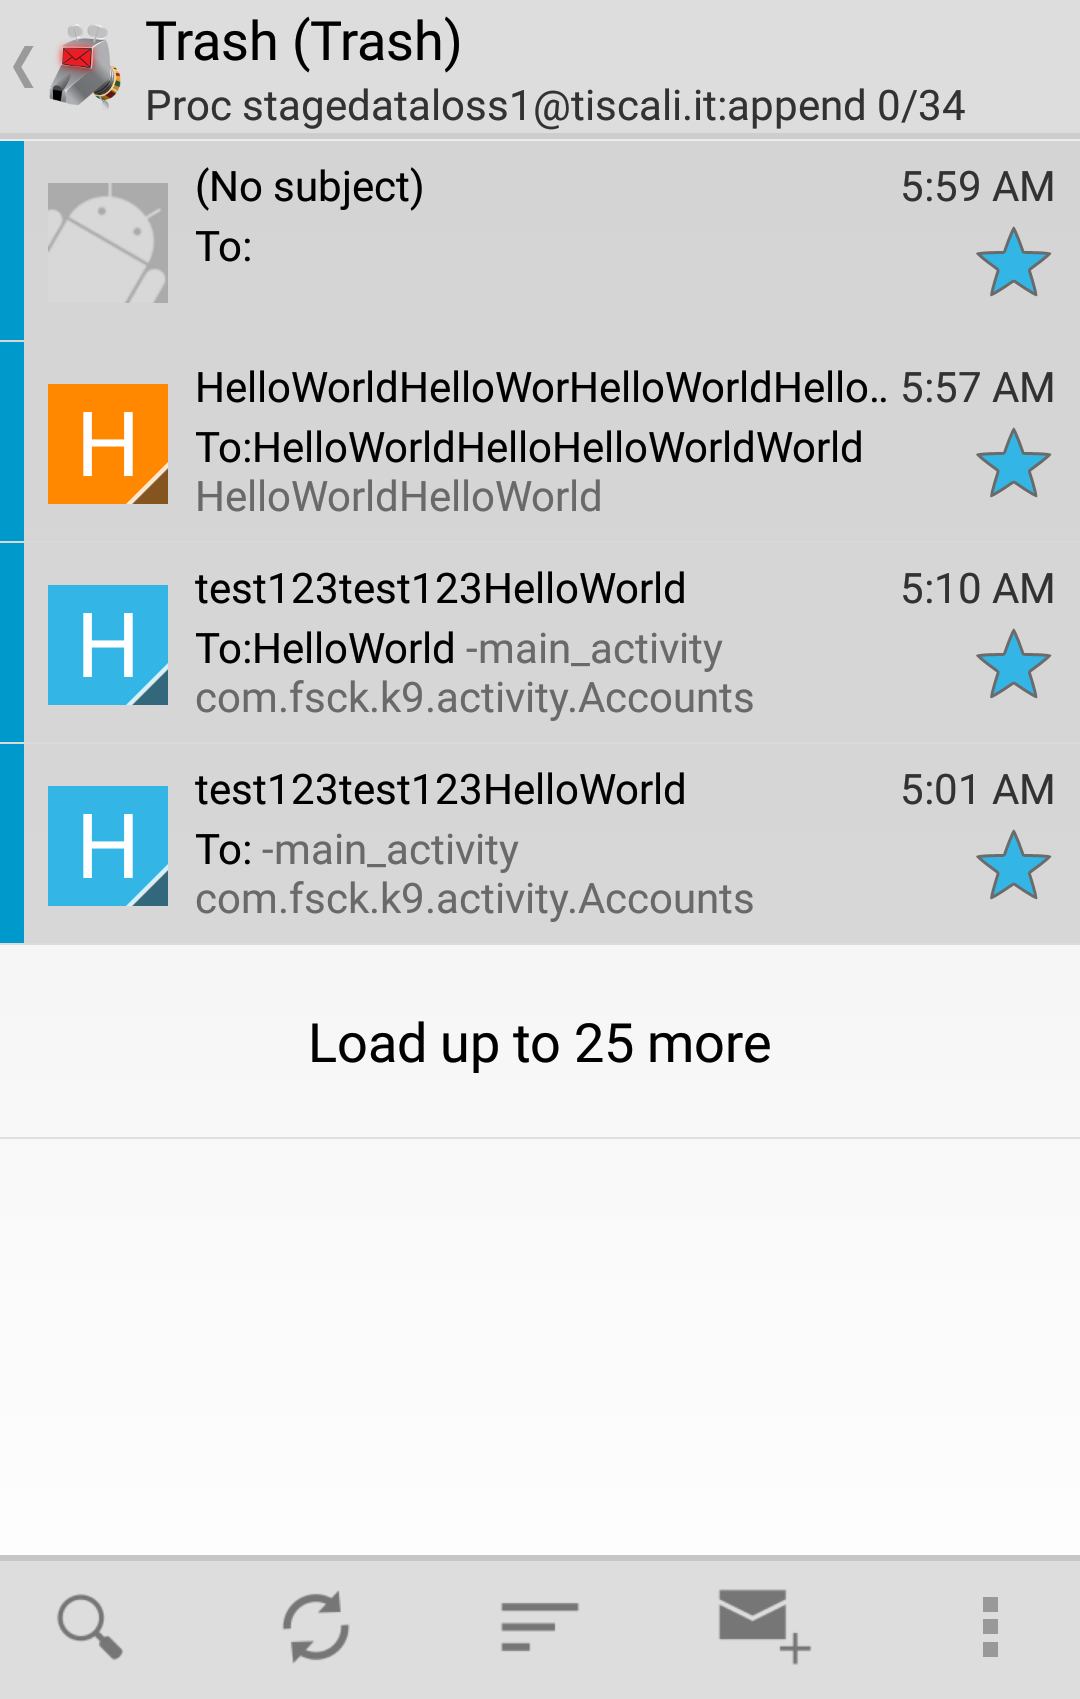 Trash (Trash)
Proc stagedataloss1@tiscali.it:append 0/34
(No subject) 5:59 AM
To:
HelloWorldHelloWorHelloWorldHello.. 5:57 AM
H
To:HelloWorldHelloHelloWorldWorld
HelloWorldHelloWorld
test123test123HelloWorld 5:10 AM
H
To:HelloWorld -main_activity
com.fsck.k9.activity.Accounts
test123test123HelloWorld 5:01 AM
H
To: -main_activity
com.fsck.k9.activity.Accounts
Load up to 25 more